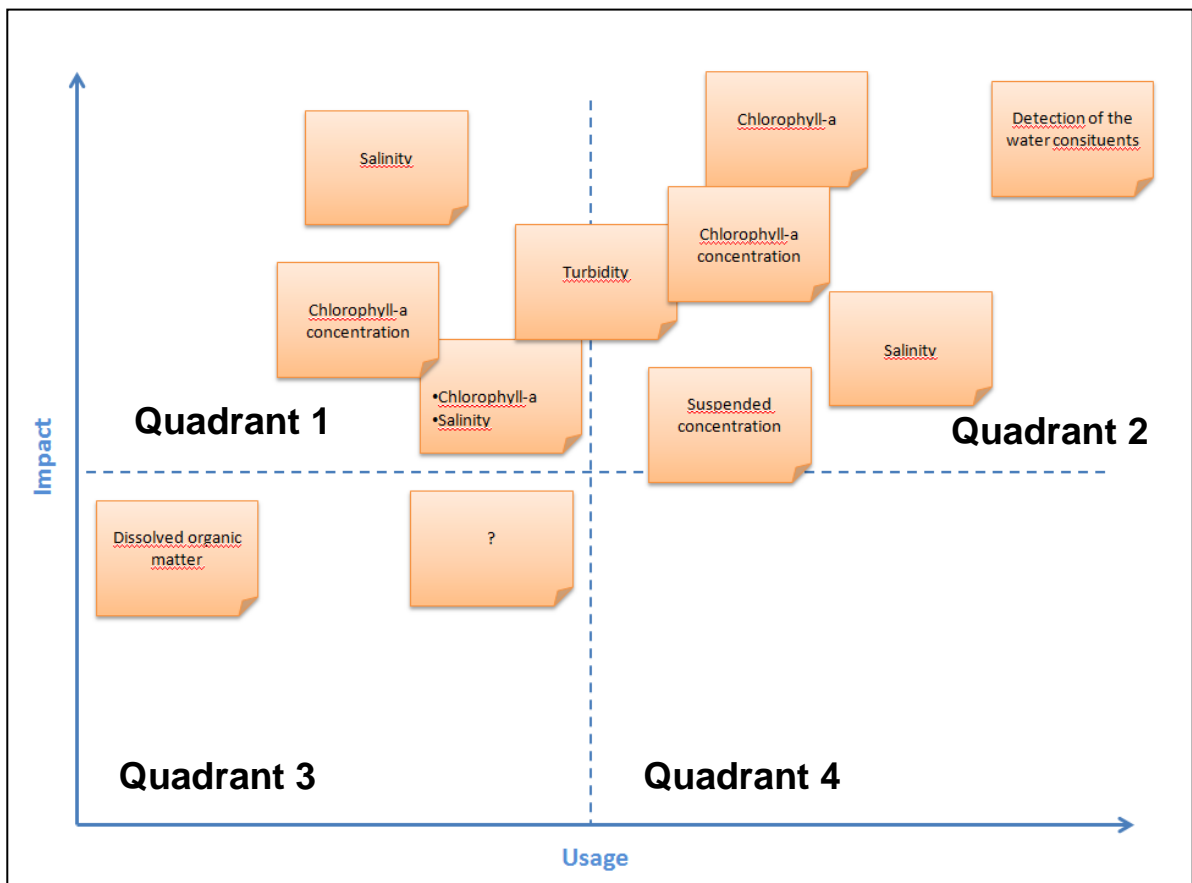 Chlorophyll-a
Detection of the
water consituents
Salinity
Chlorophyll-a
concentration
Turbidity
Chlorophyll-a
concentration
Salinity
•Chlorophyll-a
•Salinity
Suspended
concentration
Quadrant 1
Quadrant 2
Impact
Dissolved organic
matter
?
Quadrant 3
Quadrant 4
Usage